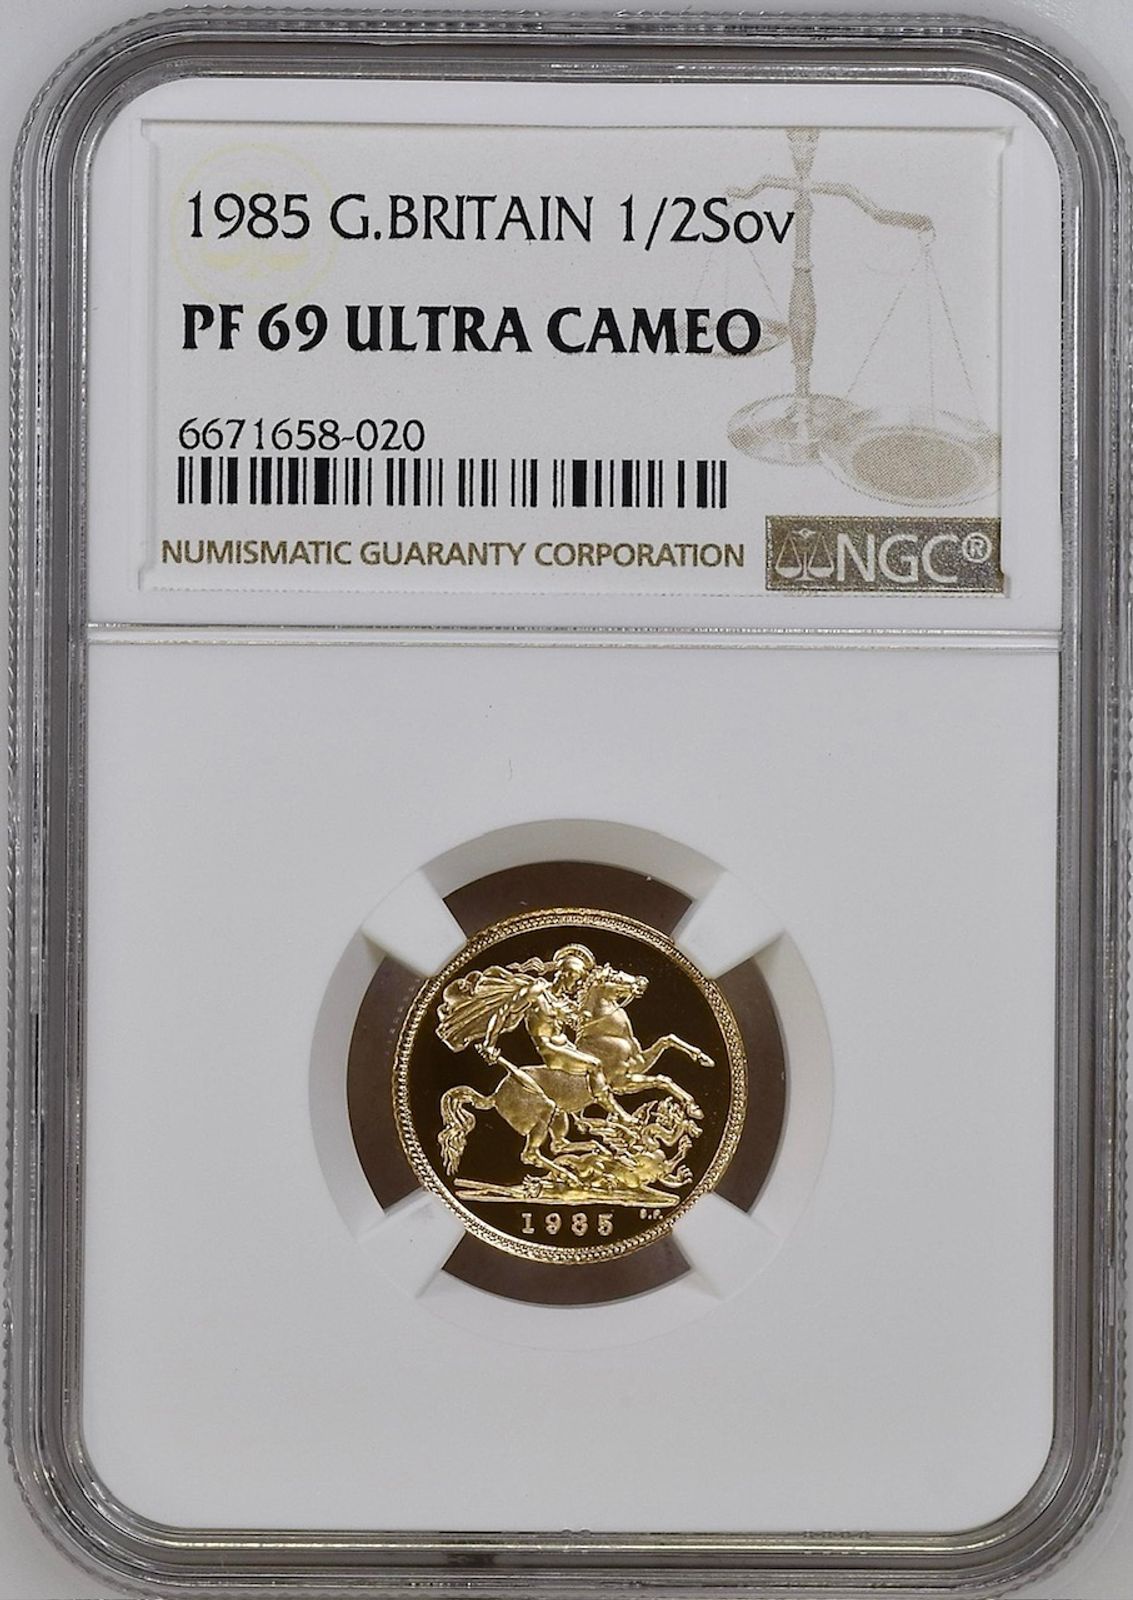 1985 G.BRITAIN 1/2Sov
PF 69 ULTRA CAMEO
6671658-020
NUMISMATIC GUARANTY CORPORATION
NGC®
1985 B.P.